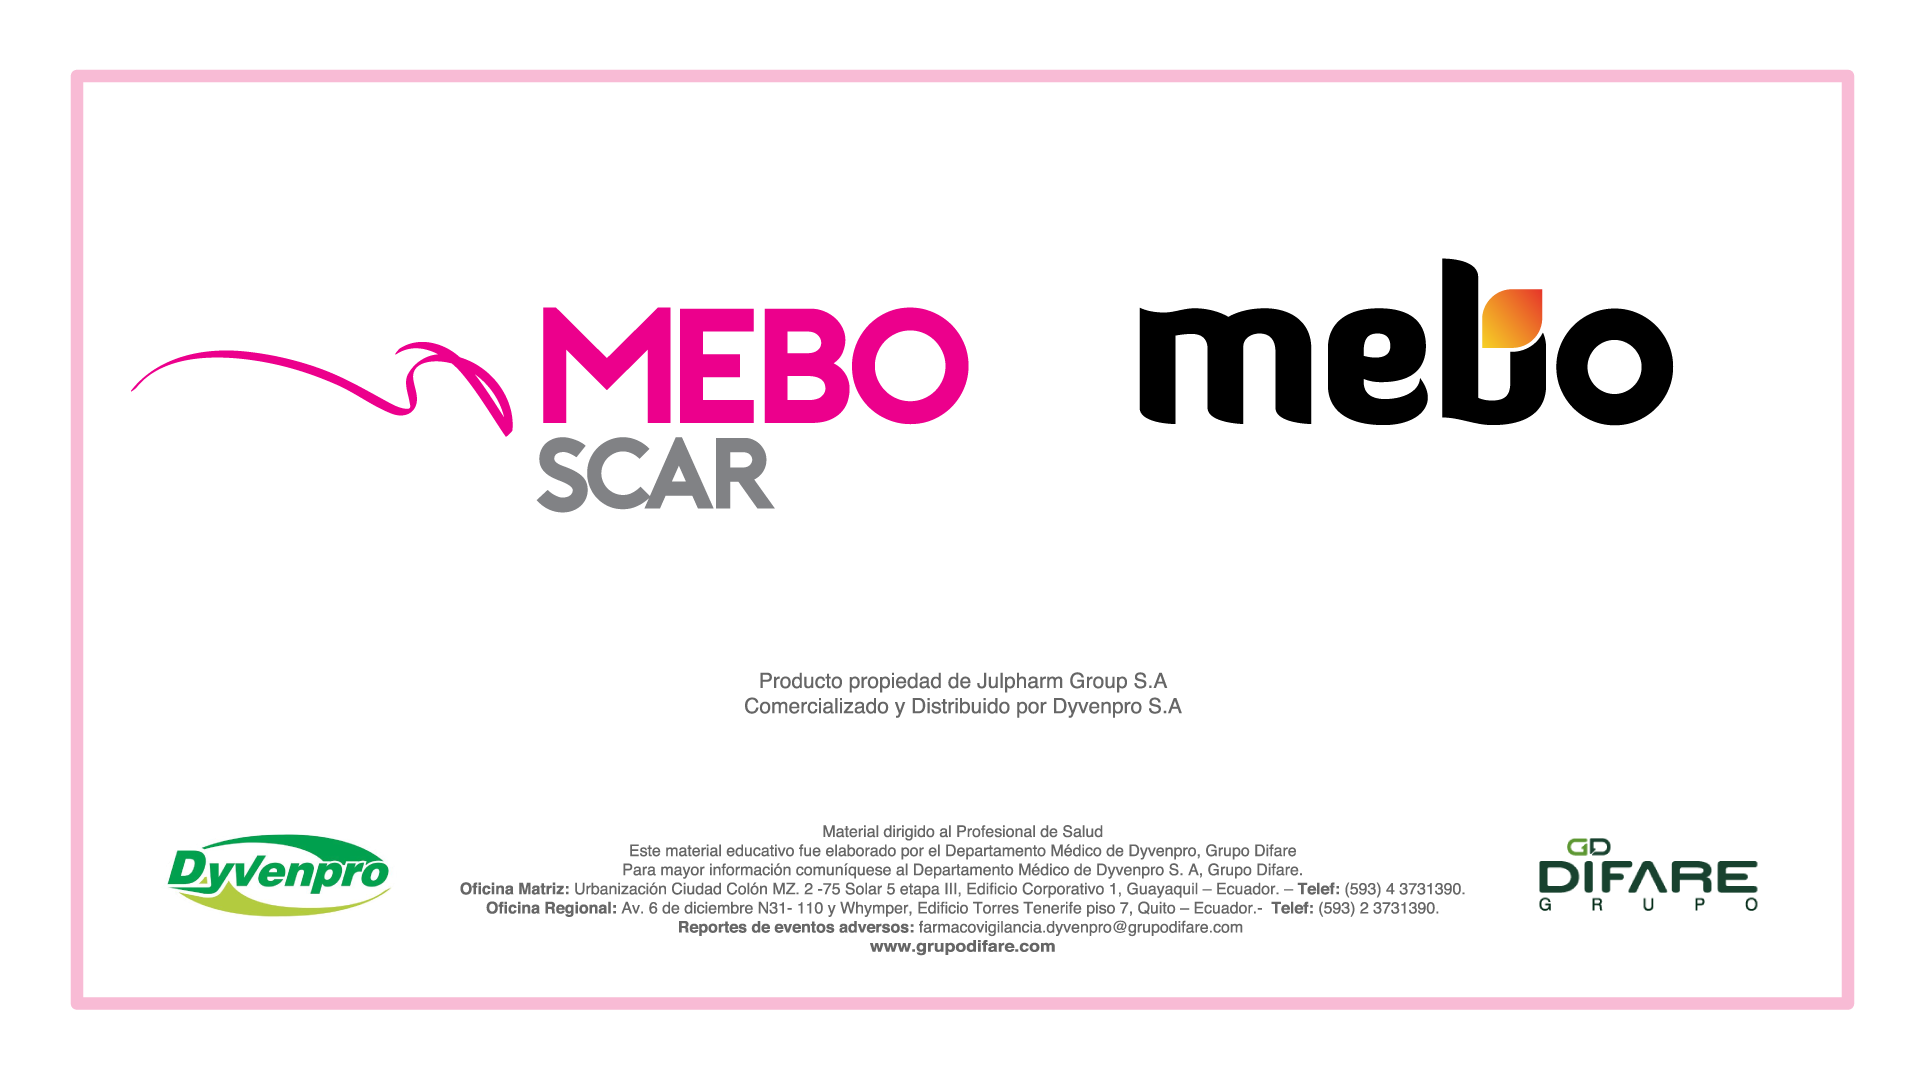 MEBO
SCAR
mebo
Producto propiedad de Julpharm Group S.A
Comercializado y Distribuido por Dyvenpro S.A
Dyvenpro
Material dirigido al Profesional de Salud
Este material educativo fue elaborado por el Departamento Médico de Dyvenpro, Grupo Difare
Para mayor información comuníquese al Departamento Médico de Dyvenpro S. A, Grupo Difare.
Oficina Matriz: Urbanización Ciudad Colón MZ. 2 -75 Solar 5 etapa III, Edificio Corporativo 1, Guayaquil – Ecuador. – Telef: (593) 4 3731390.
Oficina Regional: Av. 6 de diciembre N31- 110 y Whymper, Edificio Torres Tenerife piso 7, Quito – Ecuador.- Telef: (593) 2 3731390.
Reportes de eventos adversos: farmacovigilancia.dyvenpro@grupodifare.com
www.grupodifare.com
GD
DIFARE
GRUPO